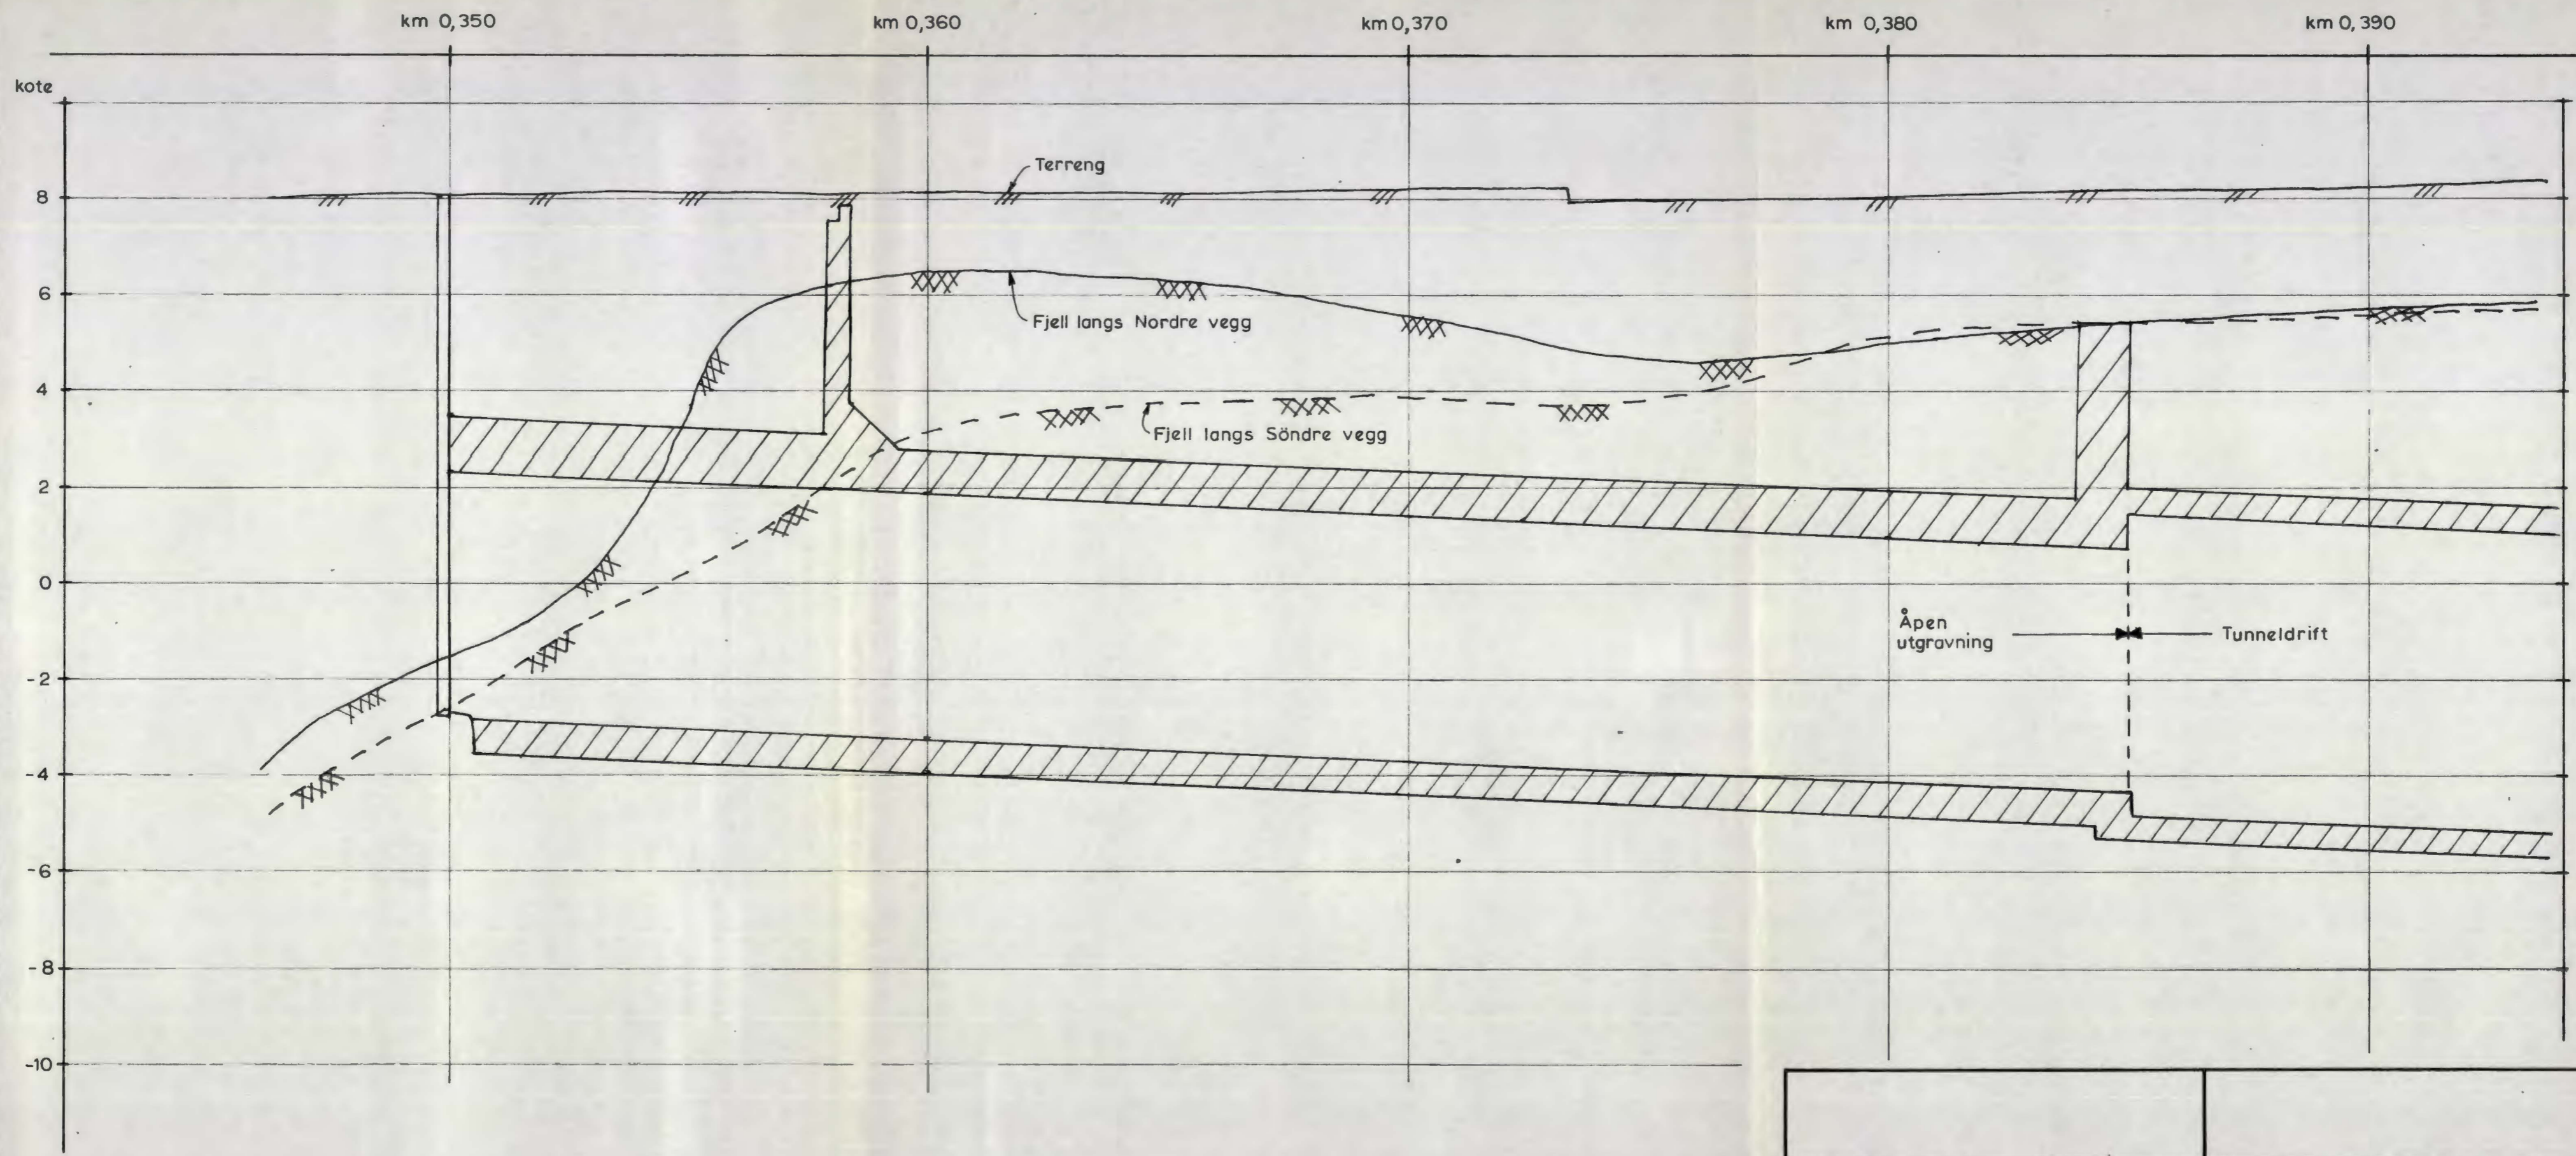 km 0,350
km 0,360
km 0,370
km 0,380
km 0,390
kote
Terreng
8
6
Fjell langs Nordre vegg
4
Fjell langs Söndre vegg
2
0
Åpen
utgravning
Tunneldrift
-2
-4
-6
-8
-10